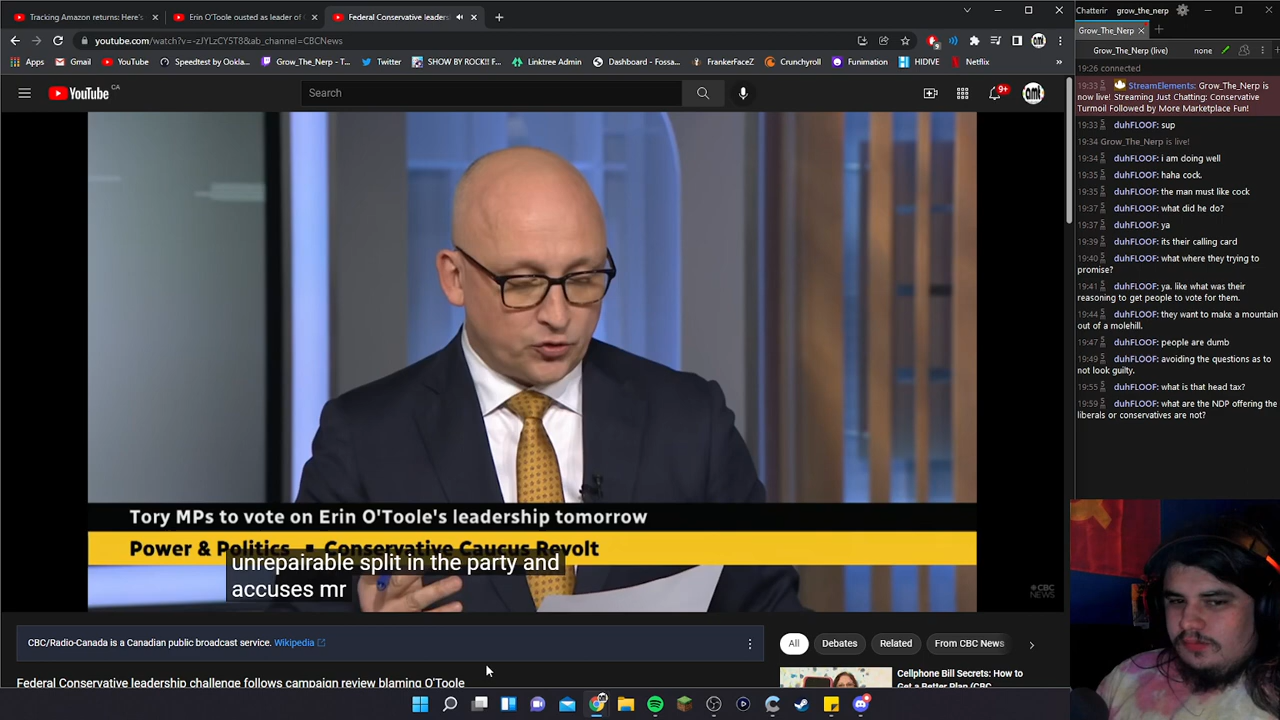 Tracking Amazon returns: Here's
Erin O'Toole ousted as leader of
Federal Conservative leaders
youtube.com/watch?v=-zJYLzCY5T8&ab_channel=CBCNews
Apps
Gmail
YouTube
Speedtest by Ookla...
Grow_The_Nerp - T...
Twitter
SHOW BY ROCK!! F...
Linktree Admin
Dashboard - Fossa...
FrankerFaceZ
Crunchyroll
Funimation
HIDIVE
Netflix
YouTube CA
Search
9+
Tory MPs to vote on Erin O'Toole's leadership tomorrow
Power & Politics ▪ Conservative Caucus Revolt
unrepairable split in the party and
accuses mr
CBC
NEWS
CBC/Radio-Canada is a Canadian public broadcast service. Wikipedia
All
Debates
Related
From CBC News
Federal Conservative leadership challenge follows campaign review blaming O'Toole
Cellphone Bill Secrets: How to
Get a Better Plan (CBC
Chatterir
grow_the_nerp
Grow_The_Nerp
Grow_The_Nerp (live)
none
19:26 connected
19:33 StreamElements: Grow_The_Nerp is
now live! Streaming Just Chatting: Conservative
Turmoil Followed by More Marketplace Fun!
19:33 duhFLOOF: sup
19:34 Grow_The_Nerp is live!
19:34 duhFLOOF: i am doing well
19:35 duhFLOOF: haha cock.
19:35 duhFLOOF: the man must like cock
19:37 duhFLOOF: what did he do?
19:37 duhFLOOF: ya
19:39 duhFLOOF: its their calling card
19:40 duhFLOOF: what where they trying to
promise?
19:41 duhFLOOF: ya. like what was their
reasoning to get people to vote for them.
19:44 duhFLOOF: they want to make a mountain
out of a molehill.
19:47 duhFLOOF: people are dumb
19:49 duhFLOOF: avoiding the questions as to
not look guilty.
19:55 duhFLOOF: what is that head tax?
19:59 duhFLOOF: what are the NDP offering the
liberals or conservatives are not?